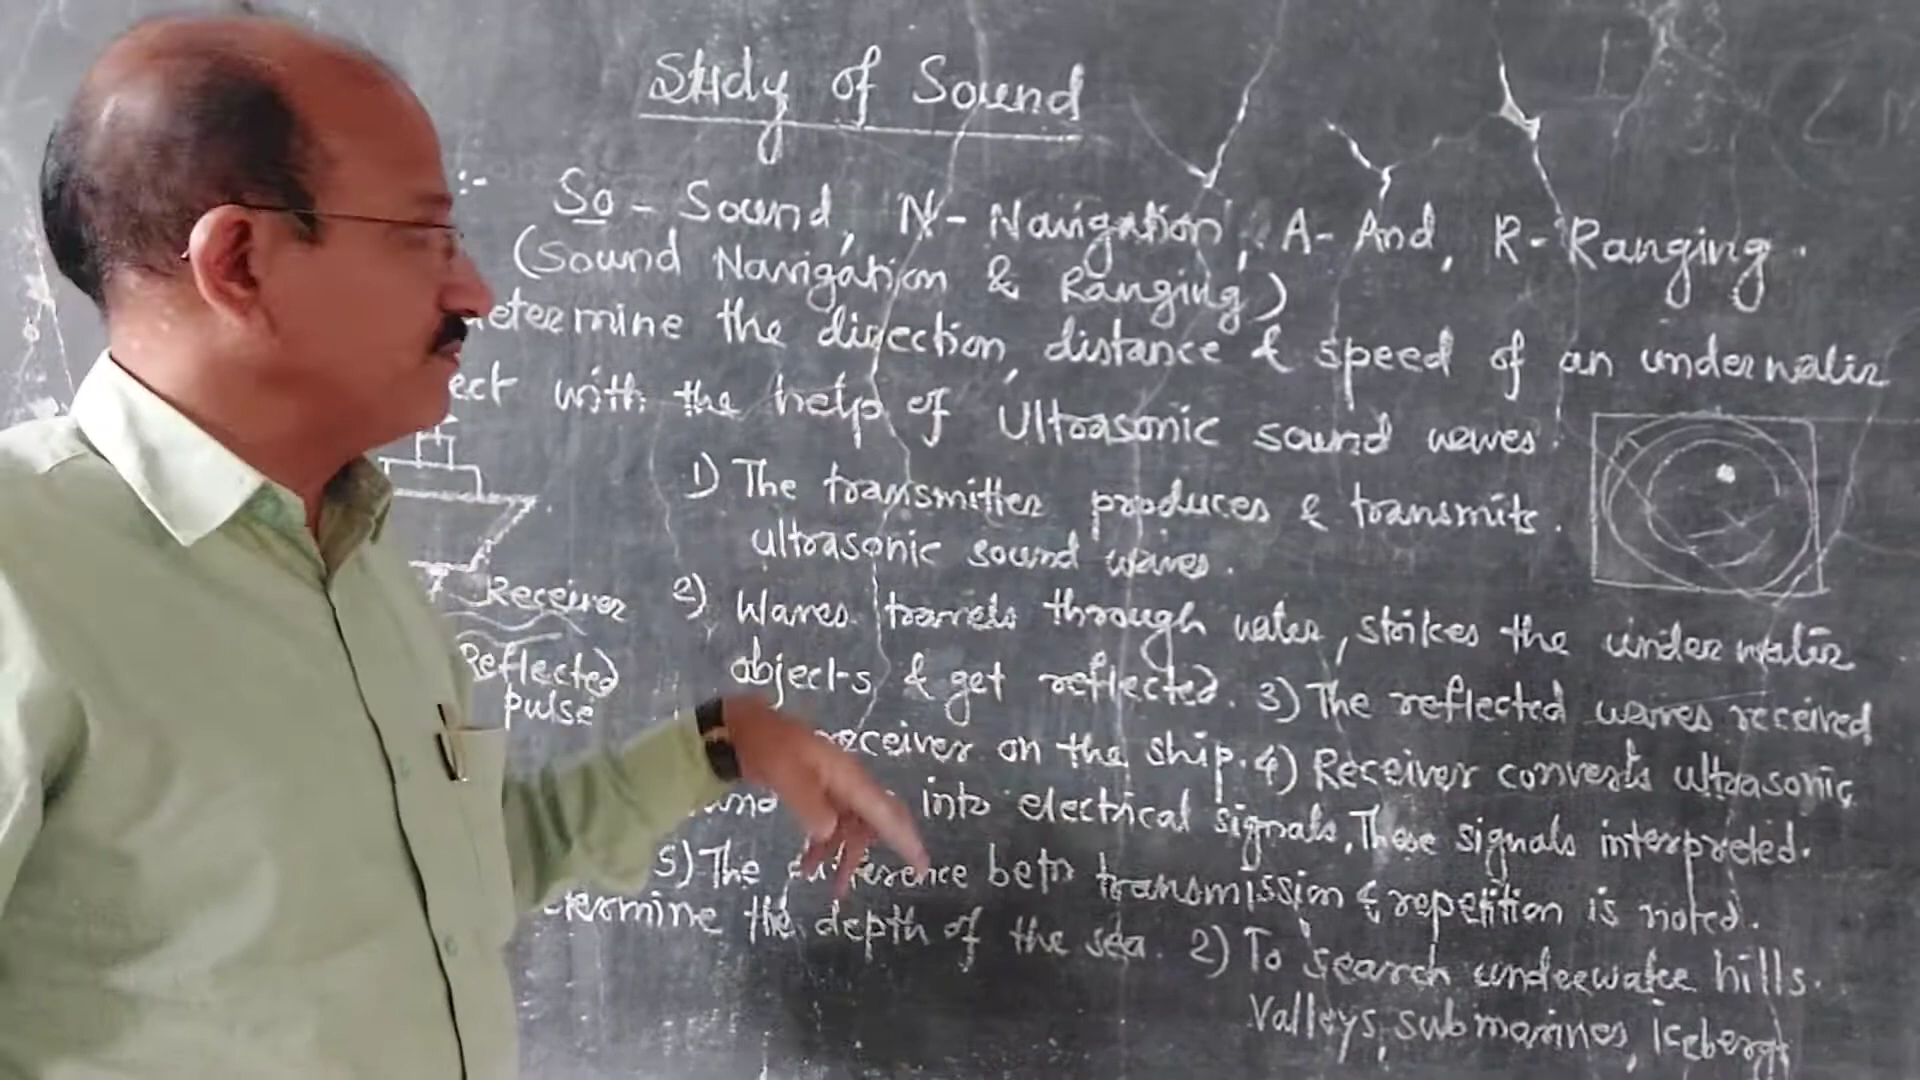 Study of Sound
:- So - Sound, N - Navigation, A - And, R - Ranging.
(Sound Navigation & Ranging)
determine the direction, distance & speed of an underwater
ect with the help of Ultrasonic sound waves.
1) The transmitter produces & transmits.
ultrasonic sound waves.
Receiver
2) Waves travels through water, strikes the underwater
Reflected
pulse
objects & get reflected. 3) The reflected waves received
receiver on the ship. 4) Receiver converts ultrasonic
into electrical signals. These signals interpreted.
5) The difference betn transmission & repetition is noted.
termine the depth of the sea. 2) To search underwater hills.
Valleys, submarines, Icebergs